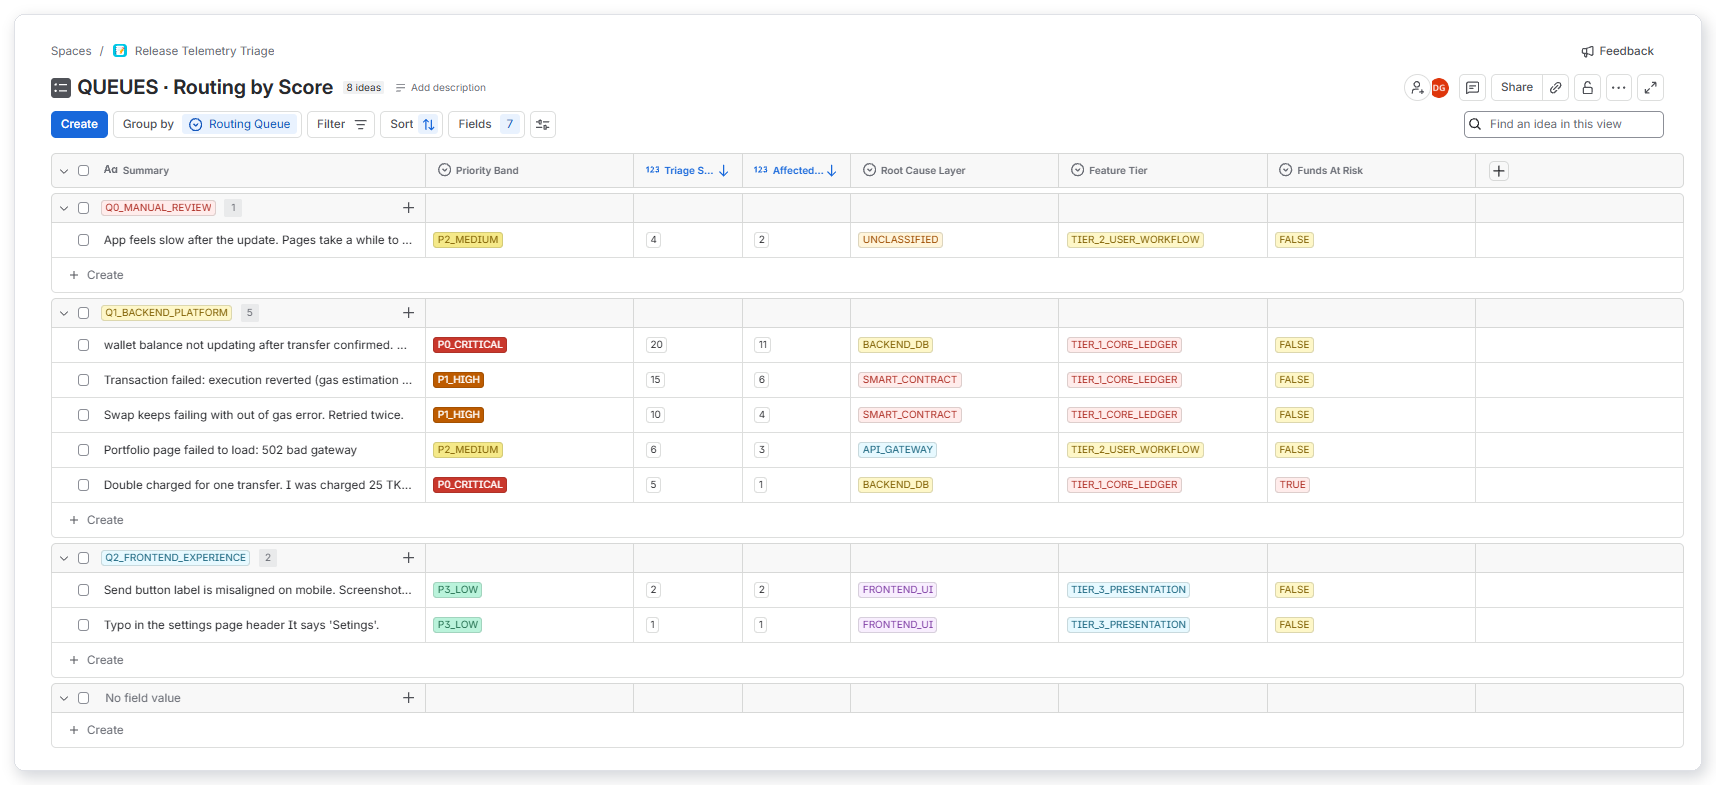 Spaces / Release Telemetry Triage
Feedback
QUEUES · Routing by Score 8 ideas Add description
DG Share
Create Group by Routing Queue Filter Sort Fields 7
Find an idea in this view
Aa Summary Priority Band 123 Triage S... 123 Affected... Root Cause Layer Feature Tier Funds At Risk
Q0_MANUAL_REVIEW 1
App feels slow after the update. Pages take a while to ... P2_MEDIUM 4 2 UNCLASSIFIED TIER_2_USER_WORKFLOW FALSE
Create
Q1_BACKEND_PLATFORM 5
wallet balance not updating after transfer confirmed. ... P0_CRITICAL 20 11 BACKEND_DB TIER_1_CORE_LEDGER FALSE
Transaction failed: execution reverted (gas estimation ... P1_HIGH 15 6 SMART_CONTRACT TIER_1_CORE_LEDGER FALSE
Swap keeps failing with out of gas error. Retried twice. P1_HIGH 10 4 SMART_CONTRACT TIER_1_CORE_LEDGER FALSE
Portfolio page failed to load: 502 bad gateway P2_MEDIUM 6 3 API_GATEWAY TIER_2_USER_WORKFLOW FALSE
Double charged for one transfer. I was charged 25 TK... P0_CRITICAL 5 1 BACKEND_DB TIER_1_CORE_LEDGER TRUE
Create
Q2_FRONTEND_EXPERIENCE 2
Send button label is misaligned on mobile. Screenshot... P3_LOW 2 2 FRONTEND_UI TIER_3_PRESENTATION FALSE
Typo in the settings page header It says 'Setings'. P3_LOW 1 1 FRONTEND_UI TIER_3_PRESENTATION FALSE
Create
No field value
Create